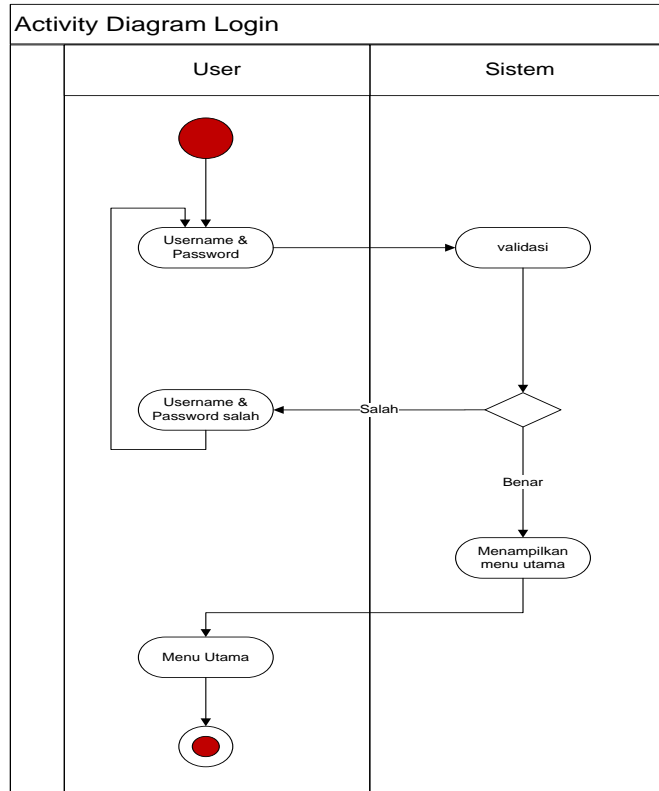 Activity Diagram Login
User
Sistem
Username &
Password
validasi
Username &
Password salah
Salah
Benar
Menampilkan
menu utama
Menu Utama